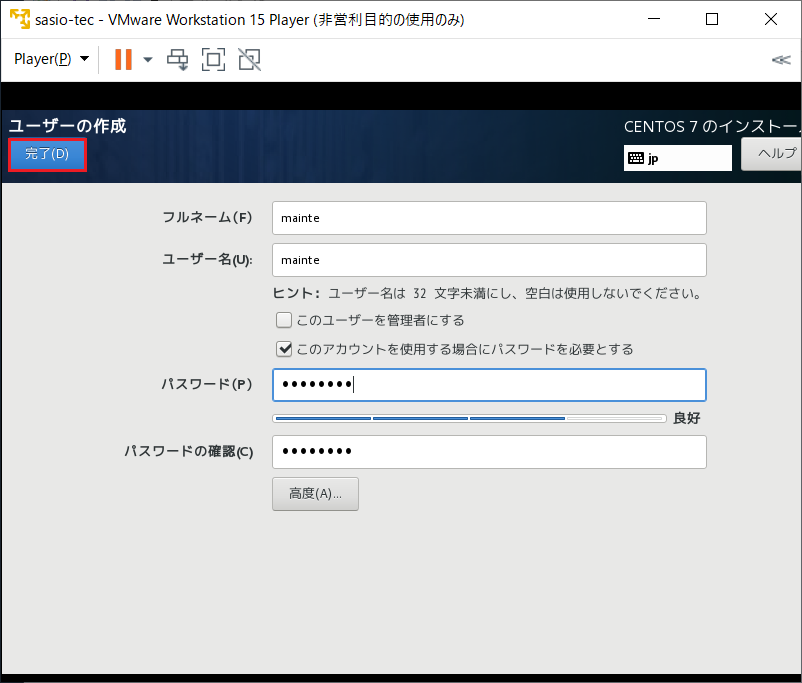 sasio-tec - VMware Workstation 15 Player (非営利目的の使用のみ)
Player(P)
ユーザーの作成
CENTOS 7 のインストー
完了(D)
jp
ヘルプ
フルネーム(F)
mainte
ユーザー名(U):
mainte
ヒント: ユーザー名は 32 文字未満にし、空白は使用しないでください。
このユーザーを管理者にする
このアカウントを使用する場合にパスワードを必要とする
パスワード(P)
••••••••
良好
パスワードの確認(C)
••••••••
高度(A)...